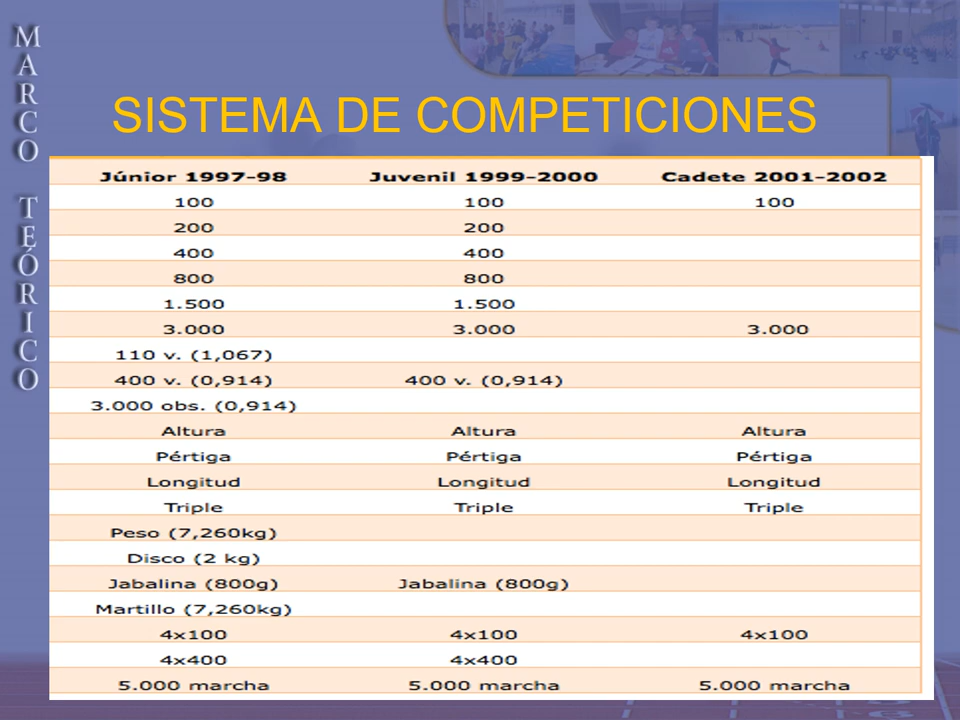 MARCO TEÓRICO
SISTEMA DE COMPETICIONES
Júnior 1997-98 Juvenil 1999-2000 Cadete 2001-2002
100 100 100
200 200
400 400
800 800
1.500 1.500
3.000 3.000 3.000
110 v. (1,067)
400 v. (0,914) 400 v. (0,914)
3.000 obs. (0,914)
Altura Altura Altura
Pértiga Pértiga Pértiga
Longitud Longitud Longitud
Triple Triple Triple
Peso (7,260kg)
Disco (2 kg)
Jabalina (800g) Jabalina (800g)
Martillo (7,260kg)
4x100 4x100 4x100
4x400 4x400
5.000 marcha 5.000 marcha 5.000 marcha